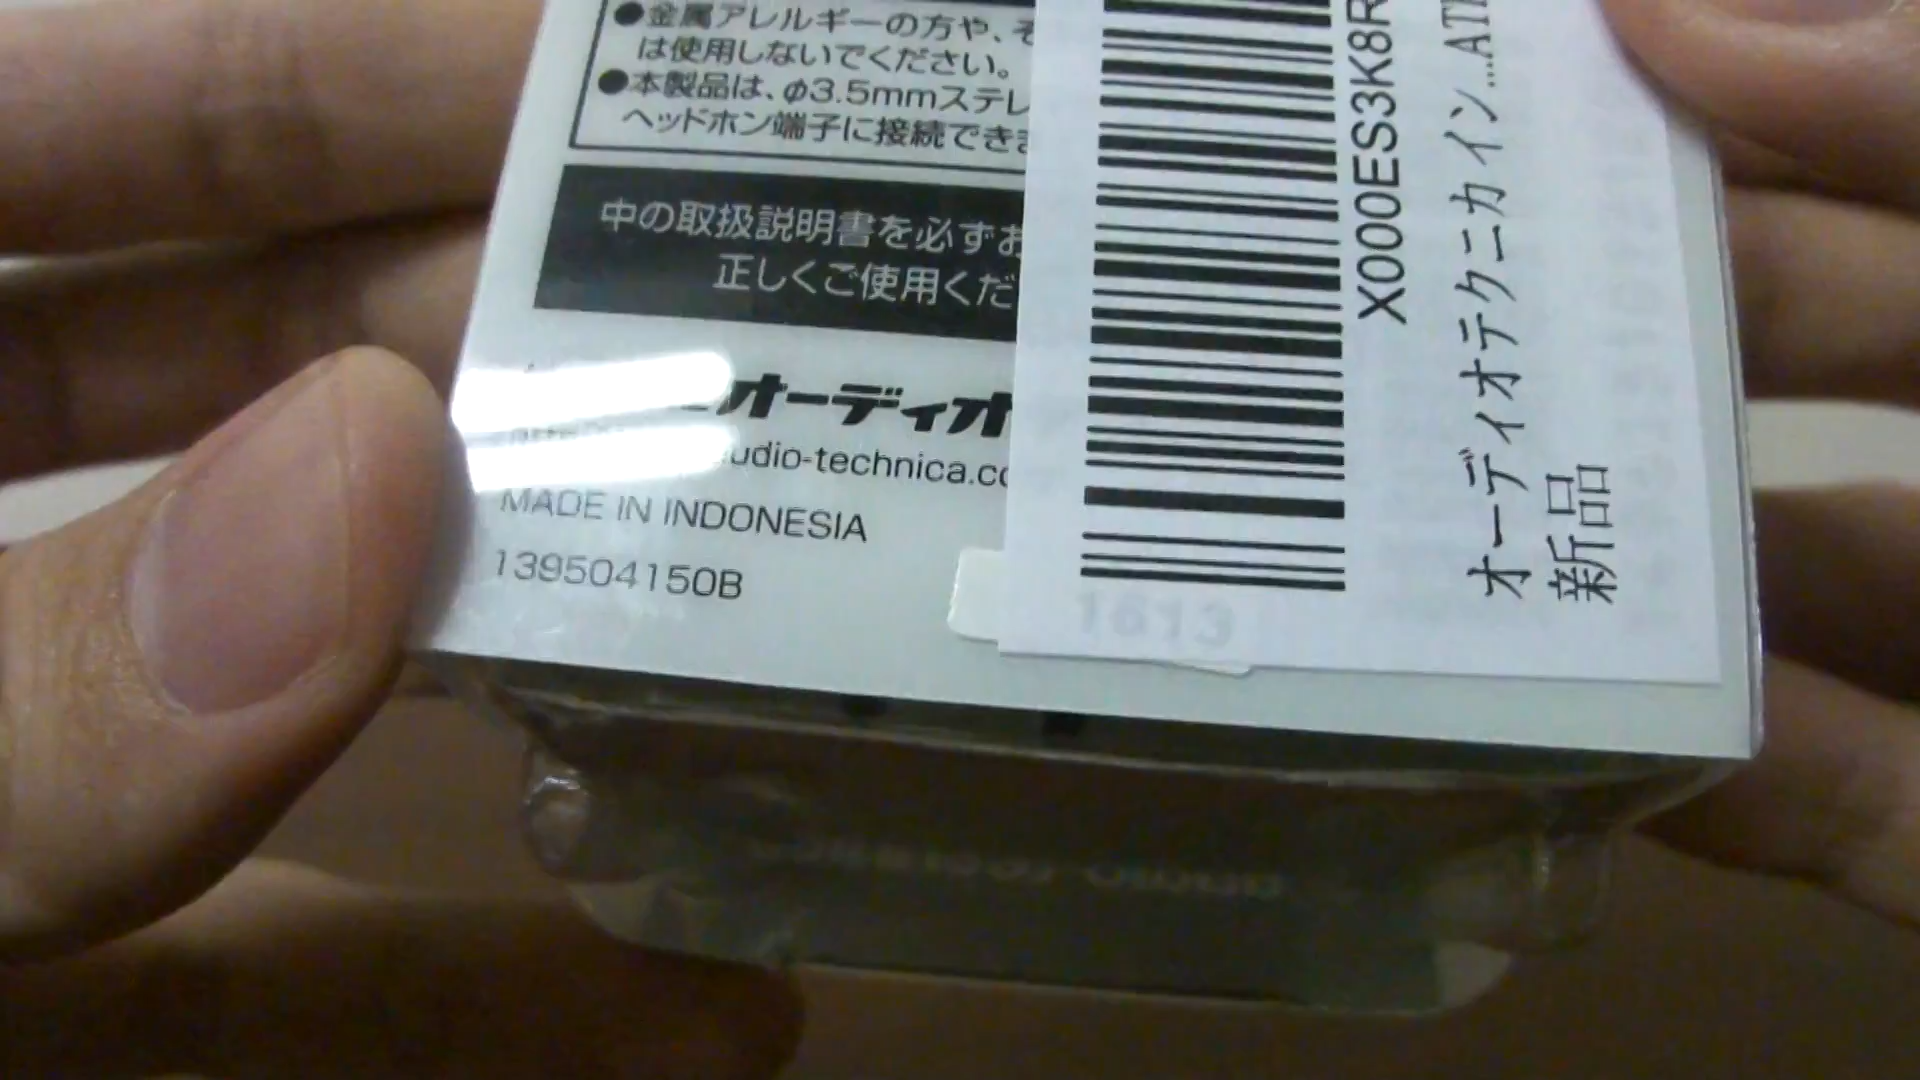 ●金属アレルギーの方や、そ
は使用しないでください。
●本製品は、φ3.5mmステレ
ヘッドホン端子に接続でき
中の取扱説明書を必ずお
正しくご使用くだ
オーディオ
udio-technica.co
MADE IN INDONESIA
139504150B
X000ES3K8R
オーディオテクニカ イン...AT
新品
1613